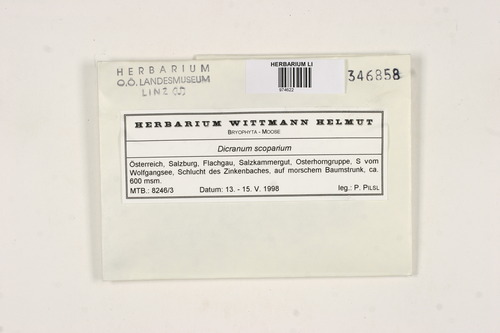 HERBARIUM
O.Ö. LANDESMUSEUM
LINZ
HERBARIUM LI
974622
346858
HERBARIUM WITTMANN HELMUT
BRYOPHYTA - MOOSE
Dicranum scoparium
Österreich, Salzburg, Flachgau, Salzkammergut, Osterhorngruppe, S vom
Wolfgangsee, Schlucht des Zinkenbaches, auf morschem Baumstrunk, ca.
600 msm.
MTB.: 8246/3 Datum: 13. - 15. V. 1998 leg.: P. PILSL